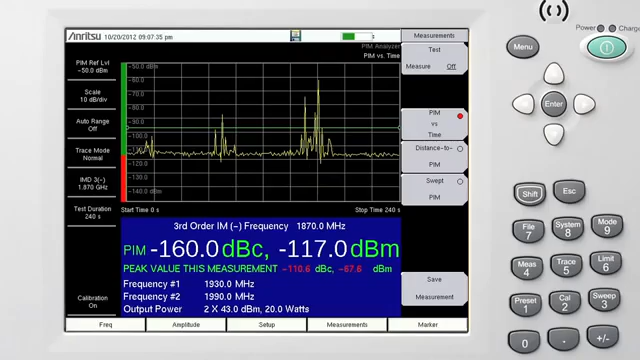 Anritsu 10/20/2012 09:07:35 pm
Measurements
PIM Analyzer
PIM vs. Time
PIM Ref Lvl
-50.0 dBm
Scale
10 dB/div
Auto Range
Off
Trace Mode
Normal
IMD 3(-)
1.870 GHz
Test Duration
240 s
Calibration
On
-50.0 dBm
-60.0
-70.0
-80.0
-90.0
-100.0
-110.0
-120.0
-130.0
-140.0
Start Time 0 s
Stop Time 240 s
3rd Order IM (-) Frequency 1870.0 MHz
PIM -160.0 dBc, -117.0 dBm
PEAK VALUE THIS MEASUREMENT -110.6 dBc, -67.6 dBm
Frequency #1 1930.0 MHz
Frequency #2 1990.0 MHz
Output Power 2 X 43.0 dBm, 20.0 Watts
Test
Measure Off
PIM
vs
Time
Distance-to-
PIM
Swept
PIM
Save
Measurement
Freq
Amplitude
Setup
Measurements
Marker
Power
Charge
Menu
Enter
Shift
Esc
File
7
System
8
Mode
9
Meas
4
Trace
5
Limit
6
Preset
1
Cal
2
Sweep
3
0
.
+/-